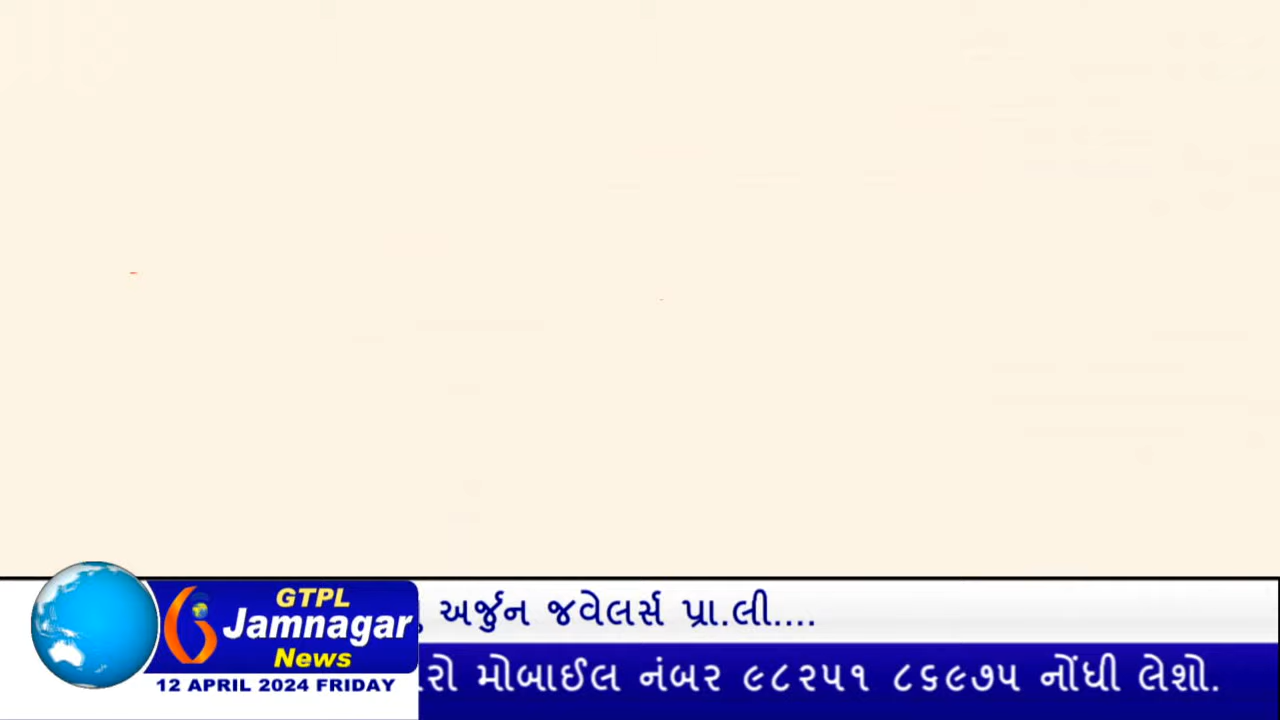 અર્જુન જવેલર્સ પ્રા.લી....
GTPL
Jamnagar
News
રો મોબાઈલ નંબર ૯૮૨૫૧ ૮૬૯૭૫ નોંધી લેશો.
12 APRIL 2024 FRIDAY